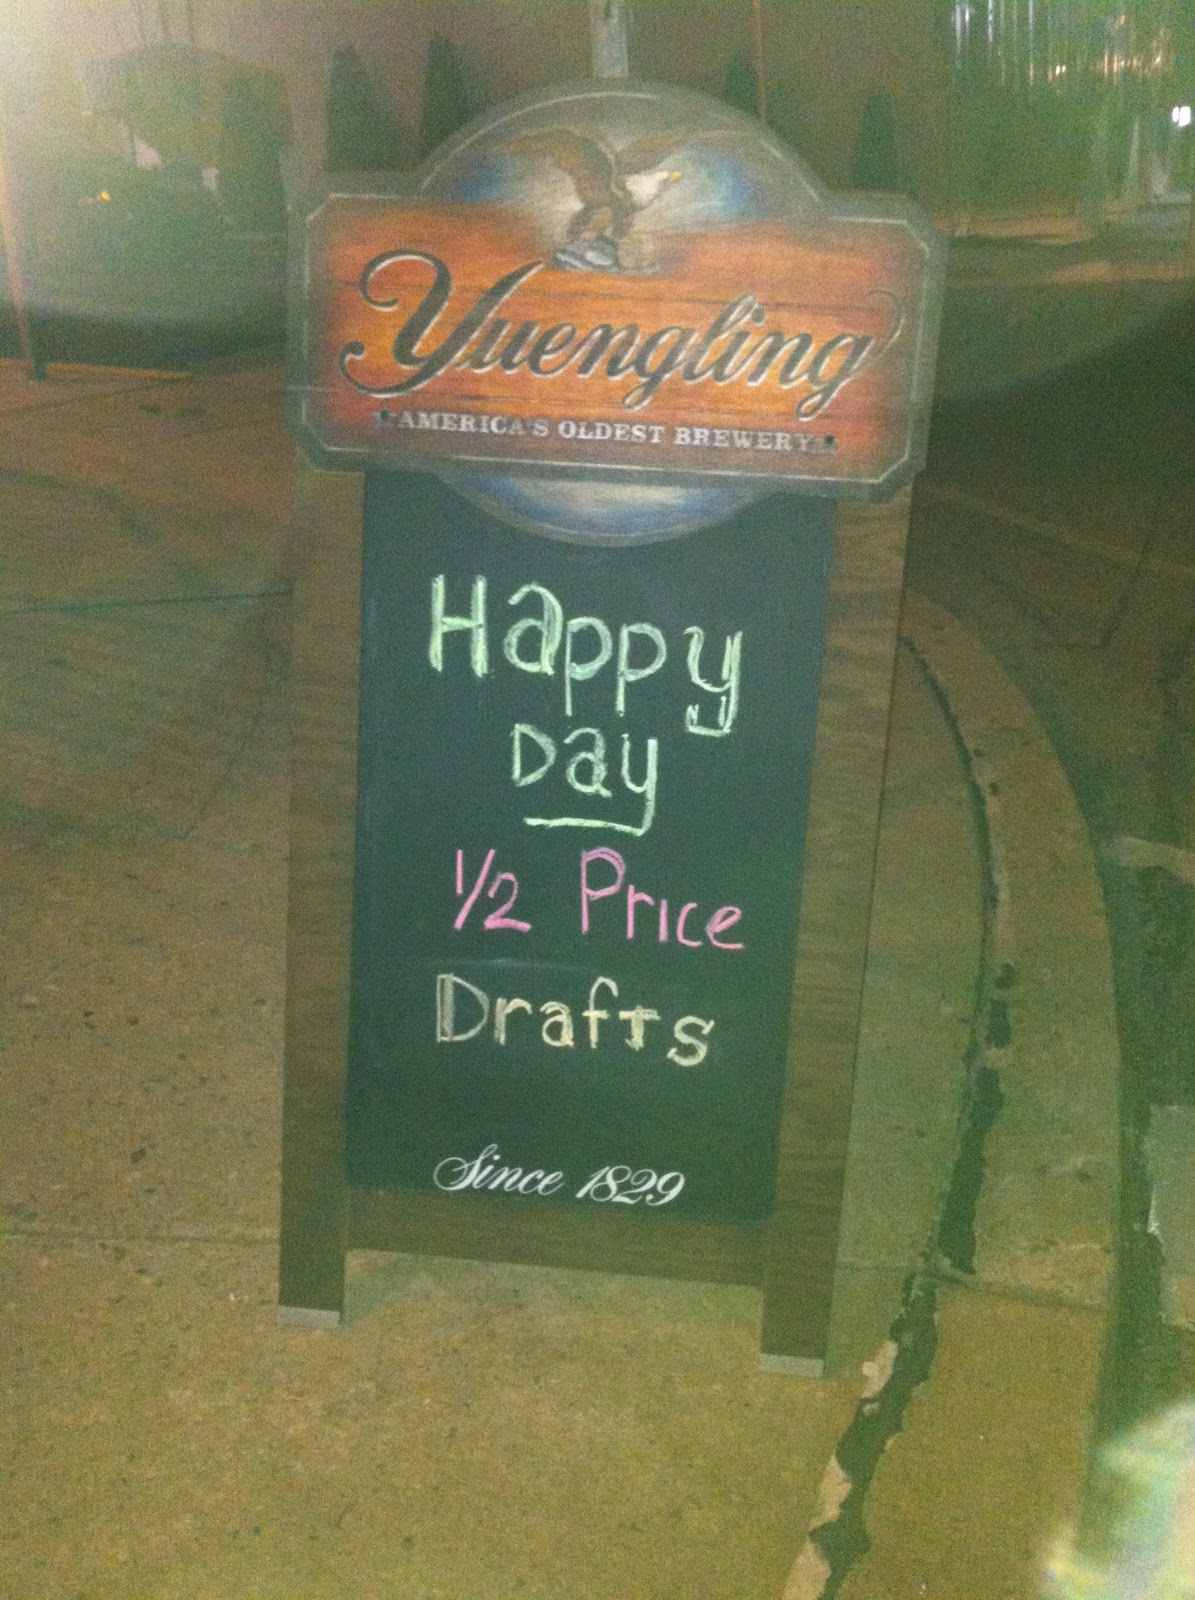 Yuengling
AMERICA'S OLDEST BREWERY
Happy
Day
1/2 Price
Drafts
Since 1829